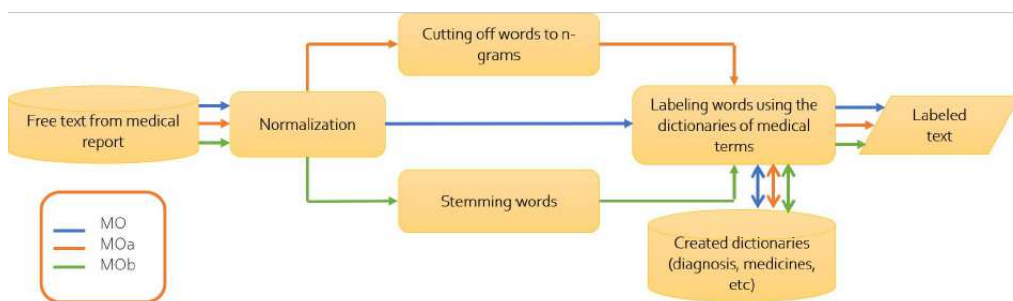 Cutting off words to n-
grams
Free text from medical
report
Normalization
Labeling words using the
dictionaries of medical
terms
Labeled
text
Stemming words
Created dictionaries
(diagnosis, medicines,
etc)
MO
MOa
MOb